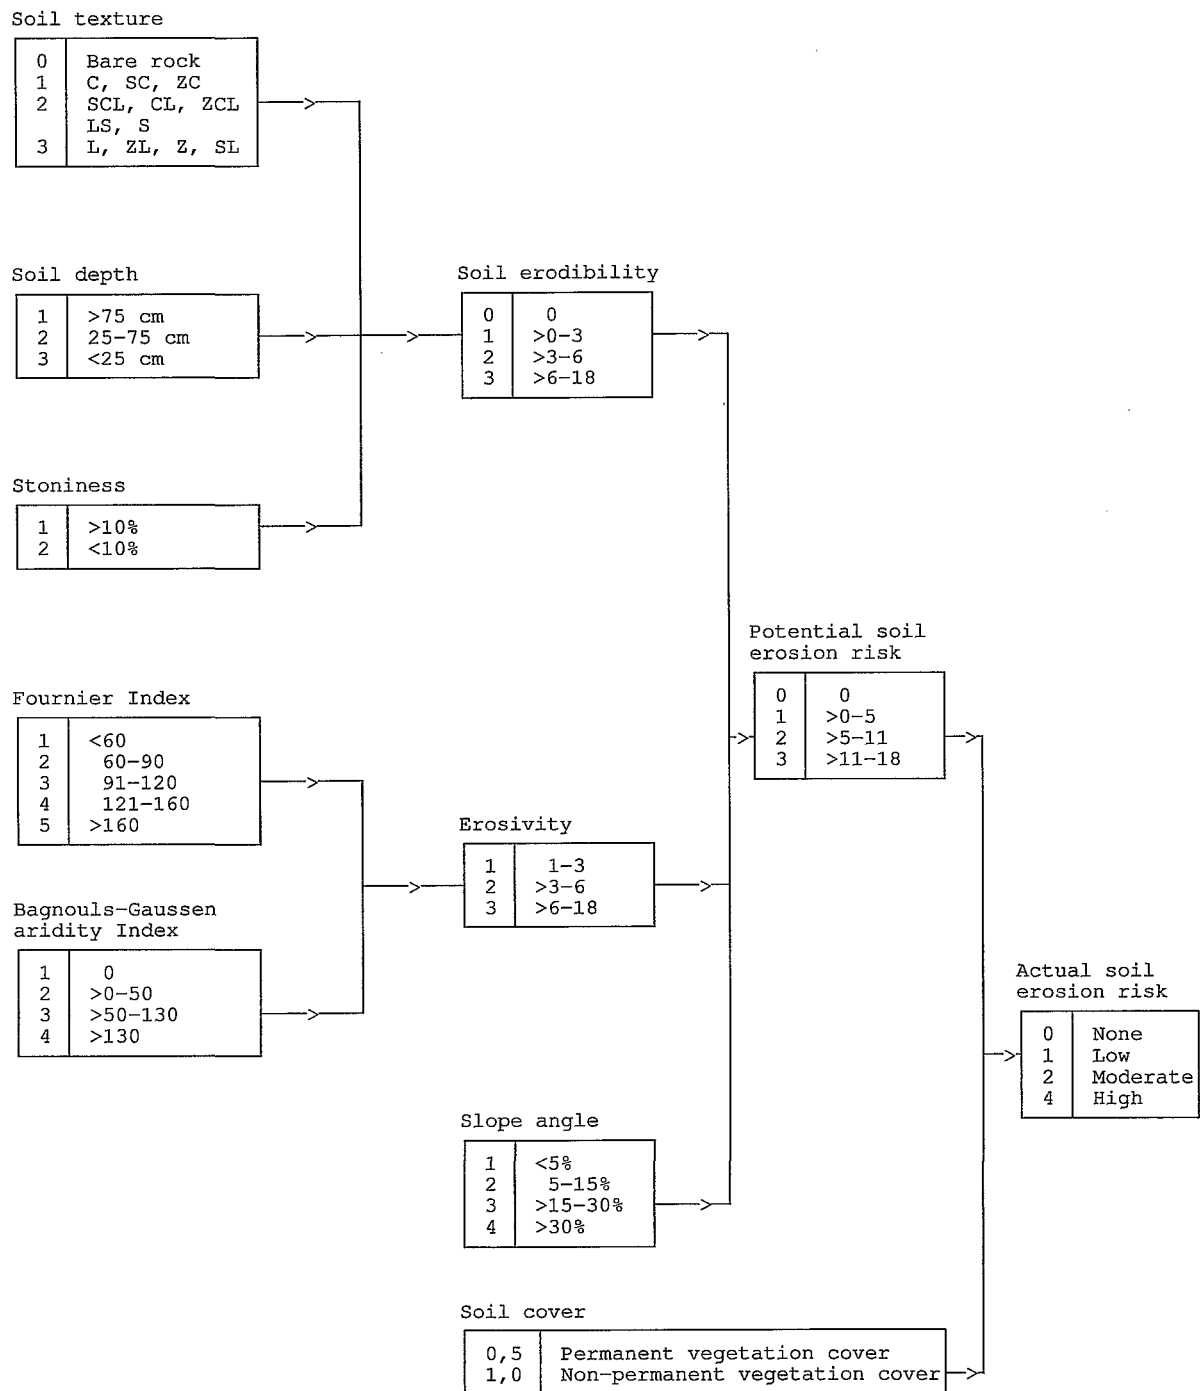 Soil texture
0 Bare rock
1 C, SC, ZC
2 SCL, CL, ZCL
LS, S
3 L, ZL, Z, SL
Soil depth
1 >75 cm
2 25-75 cm
3 <25 cm
Stoniness
1 >10%
2 <10%
Soil erodibility
0 0
1 >0-3
2 >3-6
3 >6-18
Fournier Index
1 <60
2 60-90
3 91-120
4 121-160
5 >160
Bagnouls-Gaussen
aridity Index
1 0
2 >0-50
3 >50-130
4 >130
Erosivity
1 1-3
2 >3-6
3 >6-18
Slope angle
1 <5%
2 5-15%
3 >15-30%
4 >30%
Potential soil
erosion risk
0 0
1 >0-5
2 >5-11
3 >11-18
Soil cover
0,5 Permanent vegetation cover
1,0 Non-permanent vegetation cover
Actual soil
erosion risk
0 None
1 Low
2 Moderate
4 High